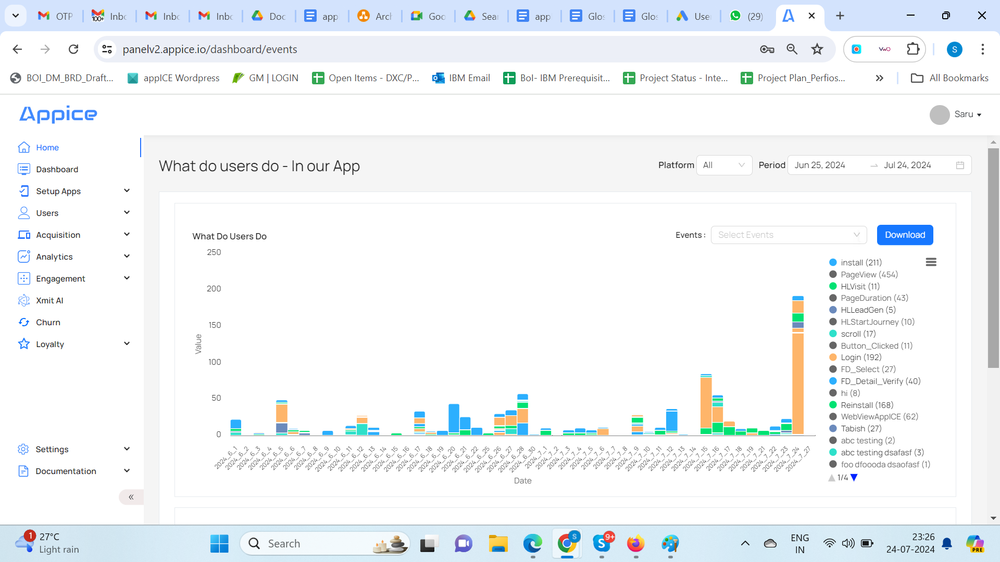 OTP
100+
Inbo
Inbo
Inbo
Doc
app
Arch
Goo
Sear
app
Glos
Glos
User
(29)
panelv2.appice.io/dashboard/events
VWO
S
BOI_DM_BRD_Draft...
appICE Wordpress
GM | LOGIN
Open Items - DXC/P...
IBM Email
BoI- IBM Prerequisit...
Project Status - Inte...
Project Plan_Perfios...
»
All Bookmarks
Appice
Saru
Home
Dashboard
Setup Apps
Users
Acquisition
Analytics
Engagement
Xmit AI
Churn
Loyalty
Settings
Documentation
«
What do users do - In our App
Platform All
Period Jun 25, 2024 → Jul 24, 2024
What Do Users Do
Events : Select Events
Download
250
200
150
100
50
0
Value
2024_6_1
2024_6_2
2024_6_3
2024_6_4
2024_6_5
2024_6_6
2024_6_7
2024_6_8
2024_6_9
2024_6_10
2024_6_11
2024_6_12
2024_6_13
2024_6_14
2024_6_15
2024_6_16
2024_6_17
2024_6_18
2024_6_19
2024_6_20
2024_6_21
2024_6_22
2024_6_25
2024_6_26
2024_6_27
2024_6_28
2024_6_30
2024_7_1
2024_7_2
2024_7_3
2024_7_4
2024_7_5
2024_7_6
2024_7_7
2024_7_8
2024_7_9
2024_7_10
2024_7_11
2024_7_12
2024_7_13
2024_7_14
2024_7_15
2024_7_16
2024_7_17
2024_7_18
2024_7_19
2024_7_21
2024_7_22
2024_7_23
2024_7_24
2024_7_27
Date
install (211)
PageView (454)
HLVisit (11)
PageDuration (43)
HLLeadGen (5)
HLStartJourney (10)
scroll (17)
Button_Clicked (11)
Login (192)
FD_Select (27)
FD_Detail_Verify (40)
hi (8)
Reinstall (168)
WebViewAppICE (62)
Tabish (27)
abc testing (2)
abc testing dsafasf (3)
foo dfoooda dsaofasf (1)
1/4
1
27°C
Light rain
Search
S
9+
ENG
IN
23:26
24-07-2024
PRE